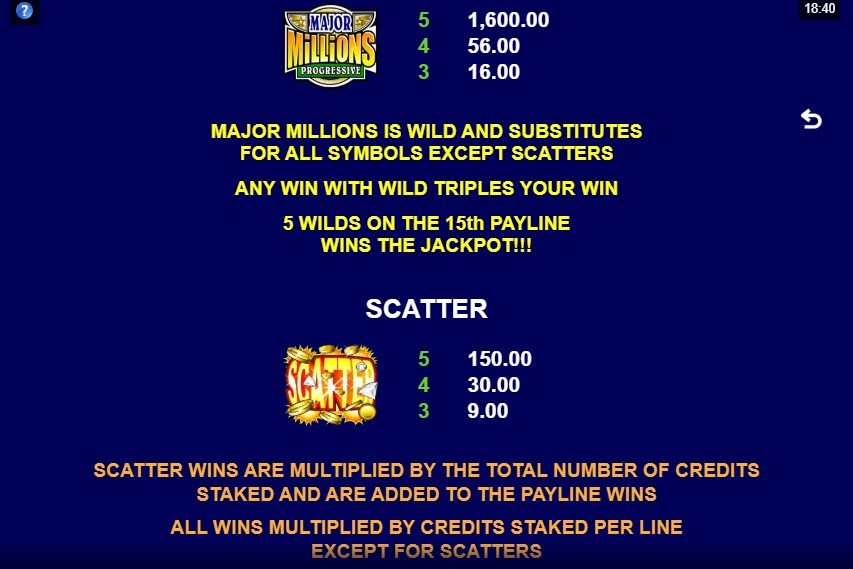 ?
18:40
MAJOR
MILLIONS
PROGRESSIVE
5 1,600.00
4 56.00
3 16.00
MAJOR MILLIONS IS WILD AND SUBSTITUTES
FOR ALL SYMBOLS EXCEPT SCATTERS
ANY WIN WITH WILD TRIPLES YOUR WIN
5 WILDS ON THE 15th PAYLINE
WINS THE JACKPOT!!!
SCATTER
SCATTER
5 150.00
4 30.00
3 9.00
SCATTER WINS ARE MULTIPLIED BY THE TOTAL NUMBER OF CREDITS
STAKED AND ARE ADDED TO THE PAYLINE WINS
ALL WINS MULTIPLIED BY CREDITS STAKED PER LINE
EXCEPT FOR SCATTERS